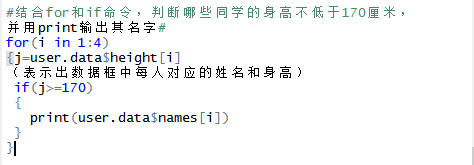 #结合for和if命令，判断哪些同学的身高不低于170厘米，
并用print输出其名字#
for(i in 1:4)
{j=user.data$height[i]
（表示出数据框中每人对应的姓名和身高）
if(j>=170)
{
print(user.data$names[i])
}
}